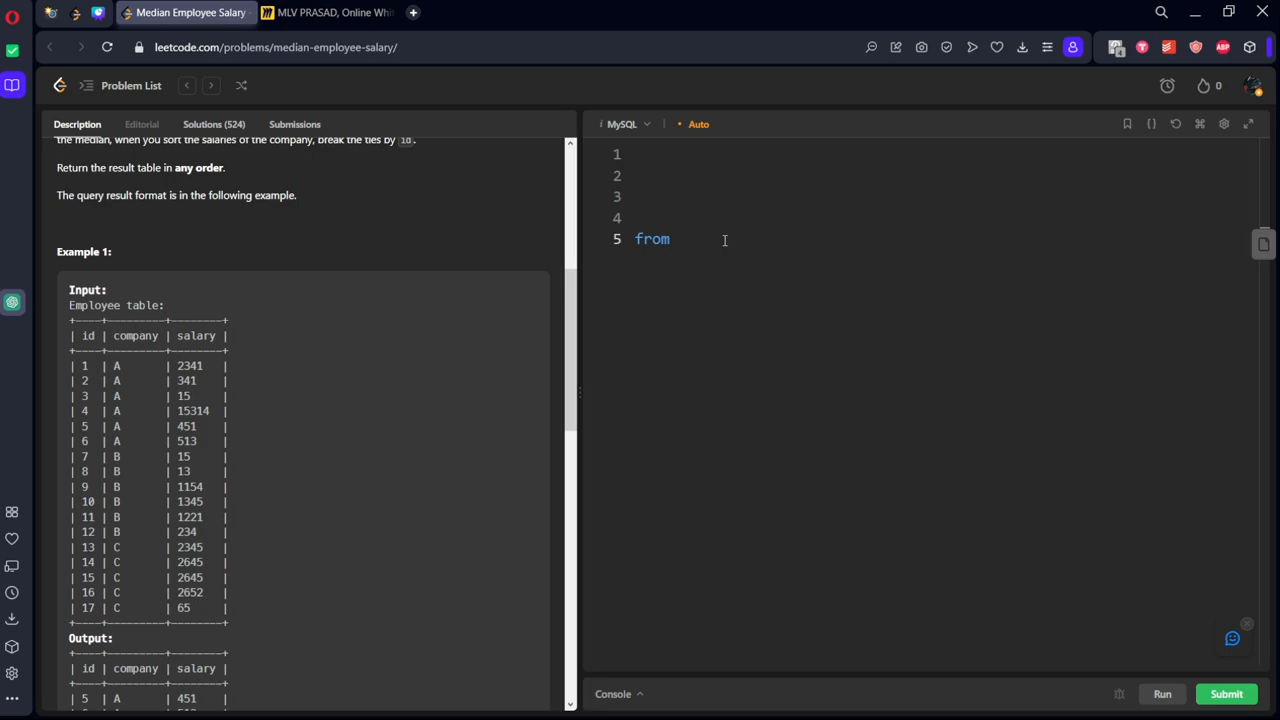 Median Employee Salary
MLV PRASAD, Online Whit
leetcode.com/problems/median-employee-salary/
4
ABP
Problem List
0
Description
Editorial
Solutions (524)
Submissions
the median, when you sort the salaries of the company, break the ties by id.
Return the result table in any order.
The query result format is in the following example.
Example 1:
Input:
Employee table:
+----+---------+--------+
| id | company | salary |
+----+---------+--------+
| 1 | A | 2341 |
| 2 | A | 341 |
| 3 | A | 15 |
| 4 | A | 15314 |
| 5 | A | 451 |
| 6 | A | 513 |
| 7 | B | 15 |
| 8 | B | 13 |
| 9 | B | 1154 |
| 10 | B | 1345 |
| 11 | B | 1221 |
| 12 | B | 234 |
| 13 | C | 2345 |
| 14 | C | 2645 |
| 15 | C | 2645 |
| 16 | C | 2652 |
| 17 | C | 65 |
+----+---------+--------+
Output:
+----+---------+--------+
| id | company | salary |
+----+---------+--------+
| 5 | A | 451 |
i MySQL
• Auto
1
2
3
4
5 from
Console
Run
Submit